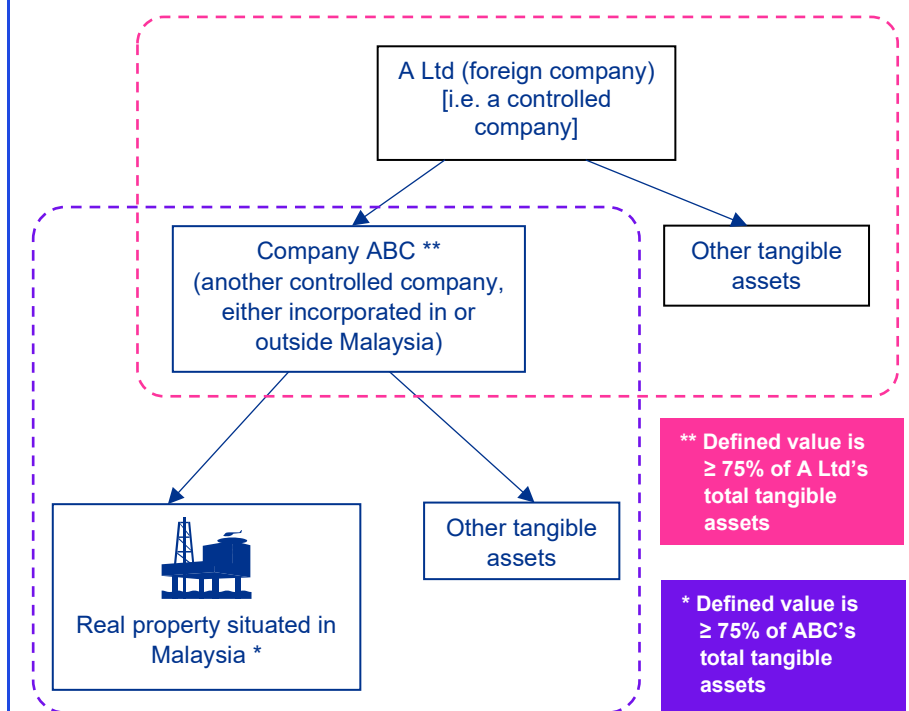 A Ltd (foreign company)
[i.e. a controlled
company]
Company ABC **
(another controlled company,
either incorporated in or
outside Malaysia)
Other tangible
assets
** Defined value is
≥ 75% of A Ltd’s
total tangible
assets
Real property situated in
Malaysia *
Other tangible
assets
* Defined value is
≥ 75% of ABC’s
total tangible
assets